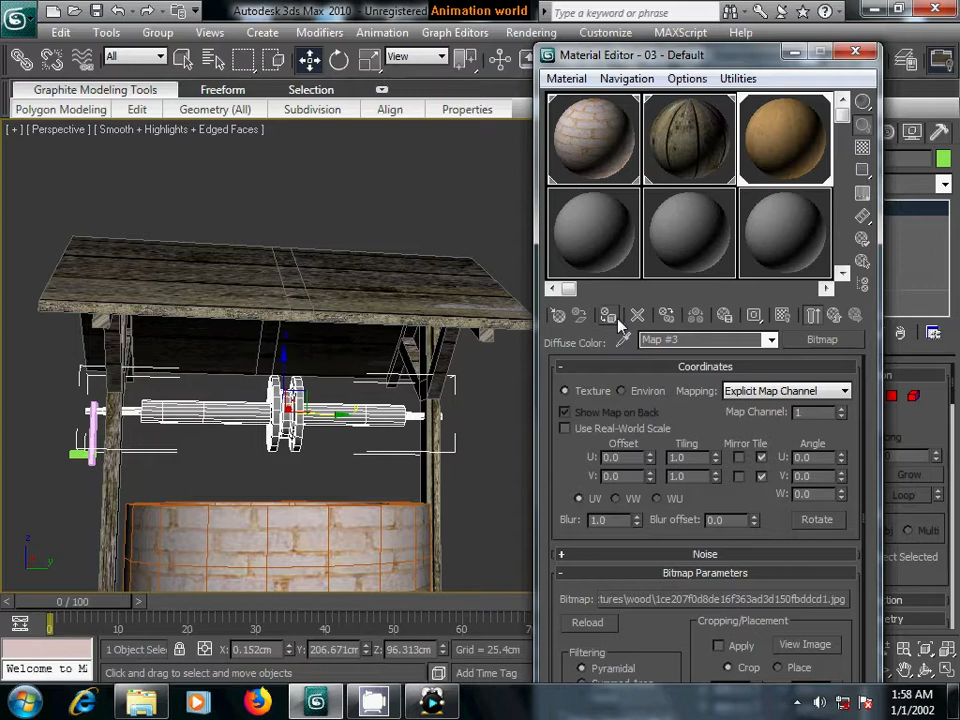 Autodesk 3ds Max 2010 - Unregistered Animation world
Type a keyword or phrase
Edit Tools Group Views Create Modifiers Animation Graph Editors Rendering Customize MAXScript Help
All View
Graphite Modeling Tools Freeform Selection
Polygon Modeling Edit Geometry (All) Subdivision Align Properties
[ + ] [ Perspective ] [ Smooth + Highlights + Edged Faces ]
Material Editor - 03 - Default
Material Navigation Options Utilities
Diffuse Color: Map #3 Bitmap
- Coordinates
Texture Environ Mapping: Explicit Map Channel
Show Map on Back Map Channel: 1
Use Real-World Scale
Offset Tiling Mirror Tile Angle
U: 0.0 1.0 U: 0.0
V: 0.0 1.0 V: 0.0
W: 0.0
UV VW WU
Blur: 1.0 Blur offset: 0.0 Rotate
+ Noise
- Bitmap Parameters
Bitmap: :tures\wood\1ce207f0d8de16f363ad3d150fbddcd1.jpg
Reload Cropping/Placement
Apply View Image
Filtering
Pyramidal Crop Place
Grow
Loop
Multi
z
y
0 / 100
0 10 20 30 40 50 60 70
1 Object Selec X: 0.152cm Y: 206.671cm Z: 96.313cm Grid = 25.4cm
Welcome to M Click and drag to select and move objects Add Time Tag
1:58 AM
1/1/2002